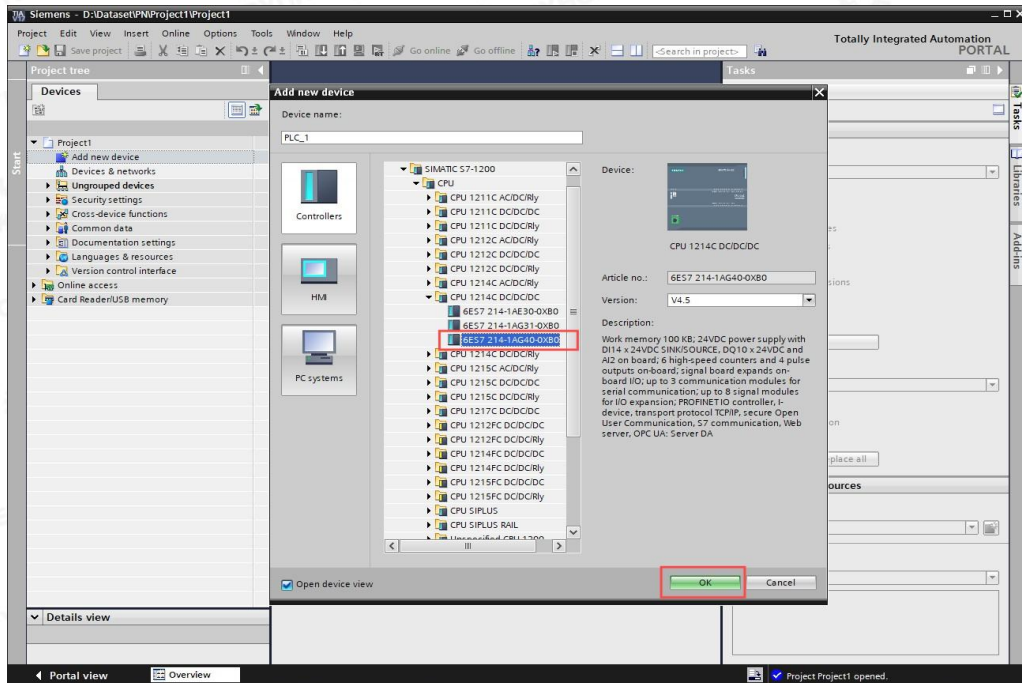 Siemens - D:\Dataset\PN\Project1\Project1
Project Edit View Insert Online Options Tools Window Help
Save project
Go online
Go offline
<Search in project>
Totally Integrated Automation
PORTAL
Project tree
Devices
Start
Project1
Add new device
Devices & networks
Ungrouped devices
Security settings
Cross-device functions
Common data
Documentation settings
Languages & resources
Version control interface
Online access
Card Reader/USB memory
Details view
Add new device
Device name:
PLC_1
Controllers
HMI
PC systems
SIMATIC S7-1200
CPU
CPU 1211C AC/DC/Rly
CPU 1211C DC/DC/DC
CPU 1211C DC/DC/Rly
CPU 1212C AC/DC/Rly
CPU 1212C DC/DC/DC
CPU 1212C DC/DC/Rly
CPU 1214C AC/DC/Rly
CPU 1214C DC/DC/DC
6ES7 214-1AE30-0XB0
6ES7 214-1AG31-0XB0
6ES7 214-1AG40-0XB0
CPU 1214C DC/DC/Rly
CPU 1215C AC/DC/Rly
CPU 1215C DC/DC/DC
CPU 1215C DC/DC/Rly
CPU 1217C DC/DC/DC
CPU 1212FC DC/DC/DC
CPU 1212FC DC/DC/Rly
CPU 1214FC DC/DC/DC
CPU 1214FC DC/DC/Rly
CPU 1215FC DC/DC/DC
CPU 1215FC DC/DC/Rly
CPU SIPLUS
CPU SIPLUS RAIL
Unspecified CPU 1200
Device:
CPU 1214C DC/DC/DC
Article no.: 6ES7 214-1AG40-0XB0
Version: V4.5
Description:
Work memory 100 KB; 24VDC power supply with
DI14 x 24VDC SINK/SOURCE, DQ10 x 24VDC and
AI2 on board; 6 high-speed counters and 4 pulse
outputs on-board; signal board expands on-
board I/O; up to 3 communication modules for
serial communication; up to 8 signal modules
for I/O expansion; PROFINET IO controller, I-
device, transport protocol TCP/IP, secure Open
User Communication, S7 communication, Web
server, OPC UA: Server DA
Open device view
OK
Cancel
Tasks
es
sions
on
place all
ources
Tasks
Libraries
Add-ins
Portal view
Overview
Project Project1 opened.